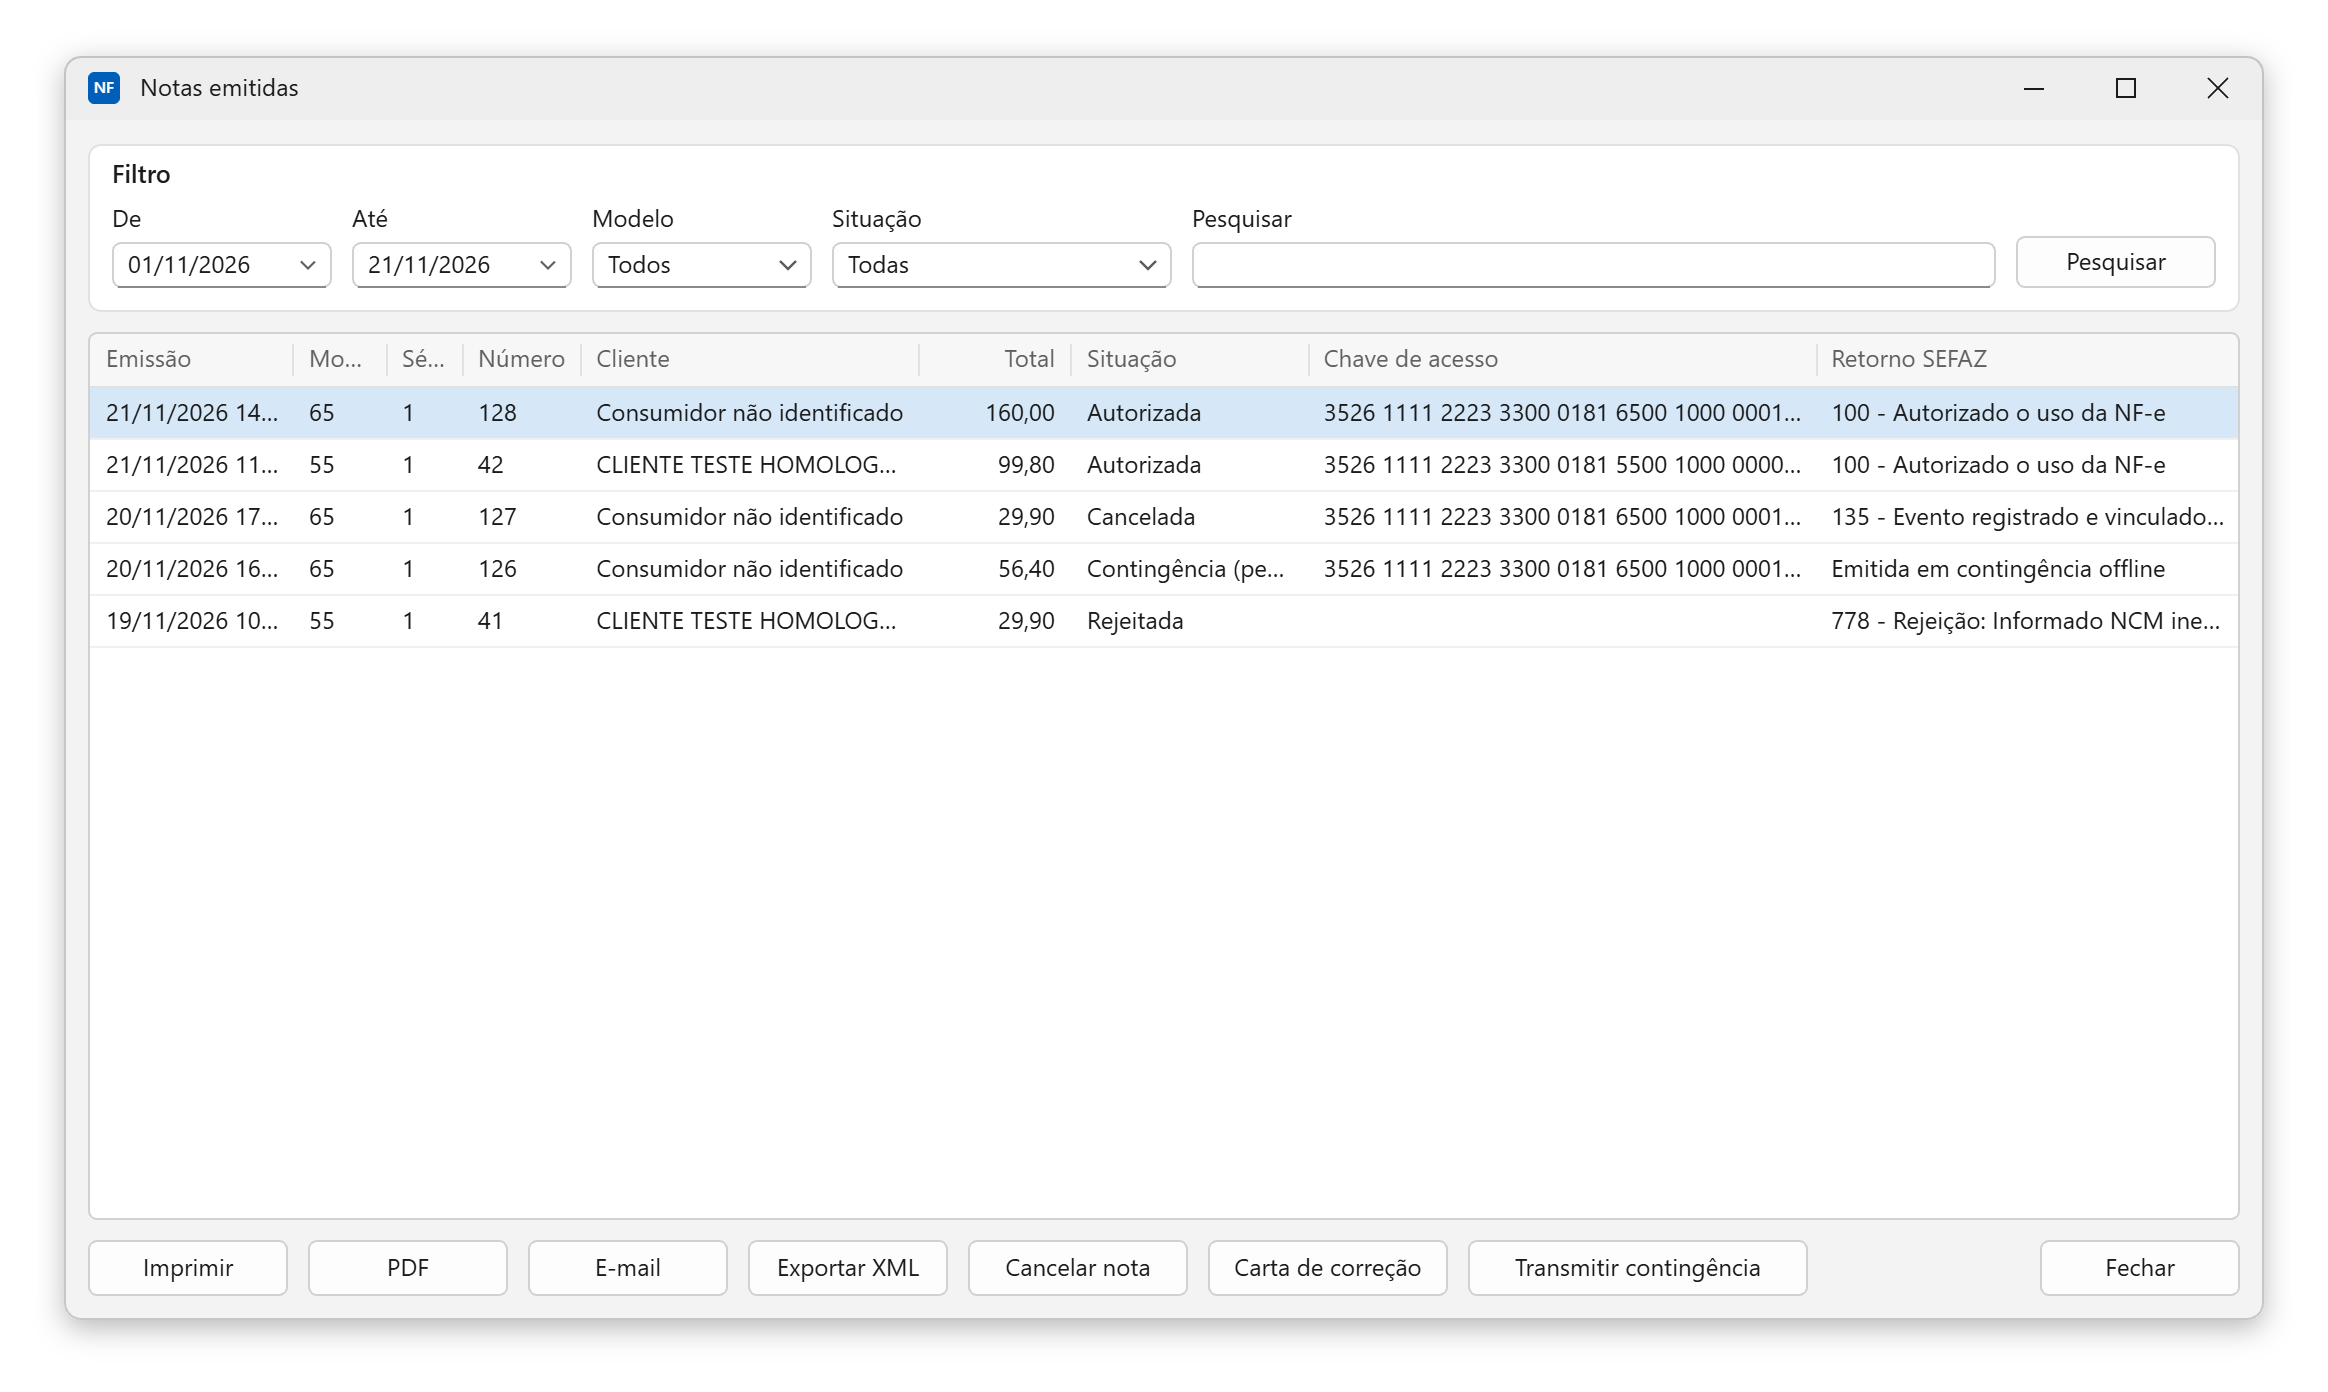 NF Notas emitidas
Filtro
De Até Modelo Situação Pesquisar
01/11/2026 21/11/2026 Todos Todas Pesquisar
Emissão Mo... Sé... Número Cliente Total Situação Chave de acesso Retorno SEFAZ
21/11/2026 14... 65 1 128 Consumidor não identificado 160,00 Autorizada 3526 1111 2223 3300 0181 6500 1000 0001... 100 - Autorizado o uso da NF-e
21/11/2026 11... 55 1 42 CLIENTE TESTE HOMOLOG... 99,80 Autorizada 3526 1111 2223 3300 0181 5500 1000 0000... 100 - Autorizado o uso da NF-e
20/11/2026 17... 65 1 127 Consumidor não identificado 29,90 Cancelada 3526 1111 2223 3300 0181 6500 1000 0001... 135 - Evento registrado e vinculado...
20/11/2026 16... 65 1 126 Consumidor não identificado 56,40 Contingência (pe... 3526 1111 2223 3300 0181 6500 1000 0001... Emitida em contingência offline
19/11/2026 10... 55 1 41 CLIENTE TESTE HOMOLOG... 29,90 Rejeitada 778 - Rejeição: Informado NCM ine...
Imprimir PDF E-mail Exportar XML Cancelar nota Carta de correção Transmitir contingência Fechar